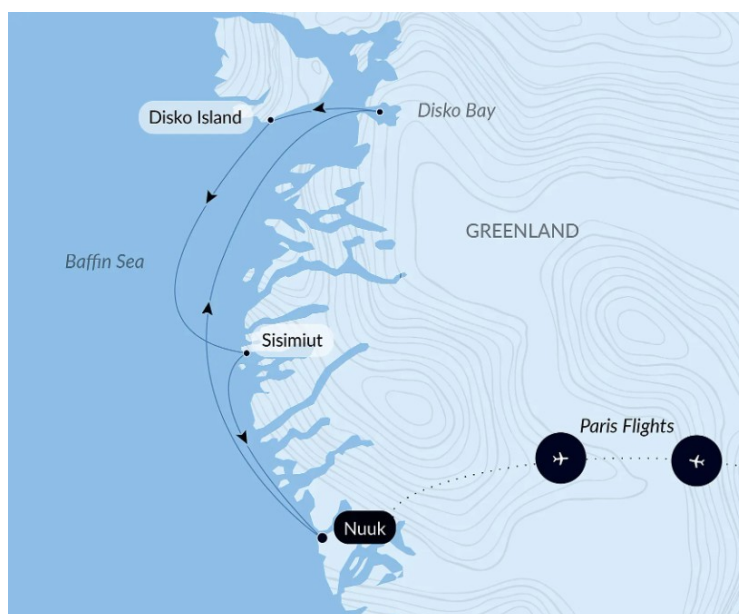 Disko Island
Disko Bay
GREENLAND
Baffin Sea
Sisimiut
Paris Flights
Nuuk